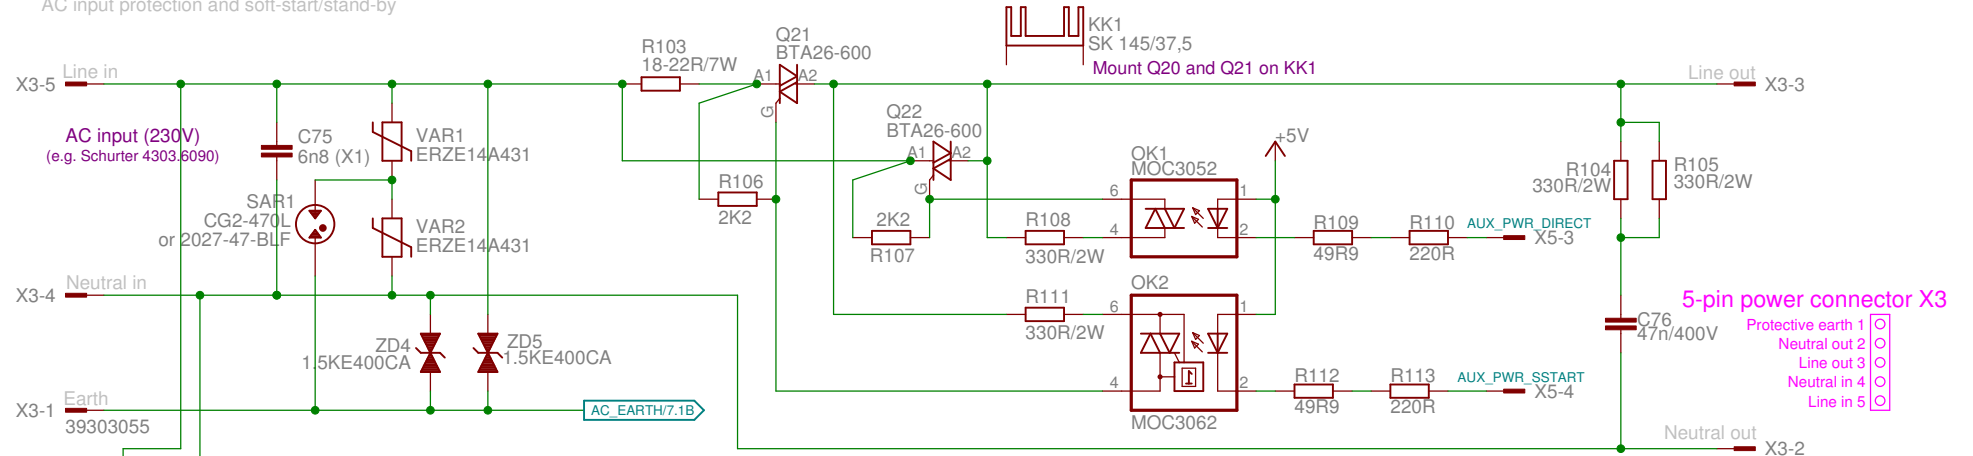 AC input protection and soft-start/stand-by
KK1
SK 145/37,5
Mount Q20 and Q21 on KK1
Q21
BTA26-600
A1
A2
G
R103
18-22R/7W
Line in
X3-5
Line out
X3-3
AC input (230V)
(e.g. Schurter 4303.6090)
C75
6n8 (X1)
VAR1
ERZE14A431
Q22
BTA26-600
A1
A2
G
+5V
OK1
MOC3052
6
1
4
2
R104
330R/2W
R105
330R/2W
R106
2K2
SAR1
CG2-470L
or 2027-47-BLF
VAR2
ERZE14A431
2K2
R107
R108
330R/2W
R109
49R9
R110
220R
AUX_PWR_DIRECT
X5-3
Neutral in
X3-4
OK2
6
1
4
2
MOC3062
R111
330R/2W
5-pin power connector X3
Protective earth 1
Neutral out 2
Line out 3
Neutral in 4
Line in 5
C76
47n/400V
ZD4
1.5KE400CA
ZD5
1.5KE400CA
R112
49R9
R113
220R
AUX_PWR_SSTART
X5-4
Earth
X3-1
39303055
AC_EARTH/7.1B
Neutral out
X3-2